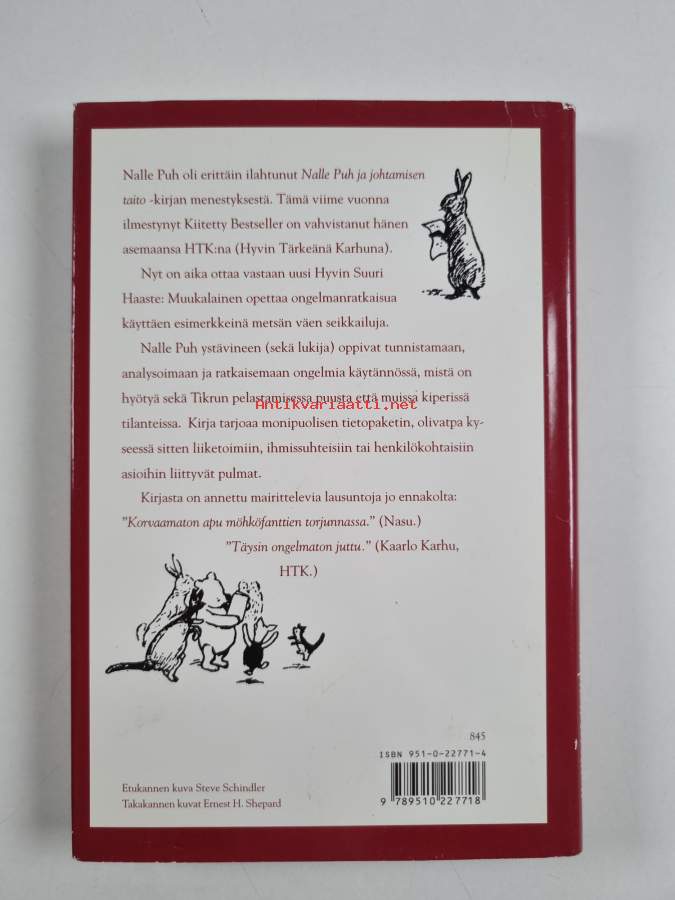 Nalle Puh oli erittäin ilahtunut Nalle Puh ja johtamisen
taito -kirjan menestyksestä. Tämä viime vuonna
ilmestynyt Kiitetty Bestseller on vahvistanut hänen
asemaansa HTK:na (Hyvin Tärkeänä Karhuna).
Nyt on aika ottaa vastaan uusi Hyvin Suuri
Haaste: Muukalainen opettaa ongelmanratkaisua
käyttäen esimerkkeinä metsän väen seikkailuja.
Nalle Puh ystävineen (sekä lukija) oppivat tunnistamaan,
analysoimaan ja ratkaisemaan ongelmia käytännössä, mistä on
hyötyä sekä Tikrun pelastamisessa puusta että muissa kiperissä
Antikvariaatti.net
tilanteissa. Kirja tarjoaa monipuolisen tietopaketin, olivatpa ky-
seessä sitten liiketoimiin, ihmissuhteisiin tai henkilökohtaisiin
asioihin liittyvät pulmat.
Kirjasta on annettu mairittelevia lausuntoja jo ennakolta:
"Korvaamaton apu möhköfanttien torjunnassa." (Nasu.)
"Täysin ongelmaton juttu." (Kaarlo Karhu,
HTK.)
845
ISBN 951-0-22771-4
9 789510 227718
Etukannen kuva Steve Schindler
Takakannen kuvat Ernest H. Shepard